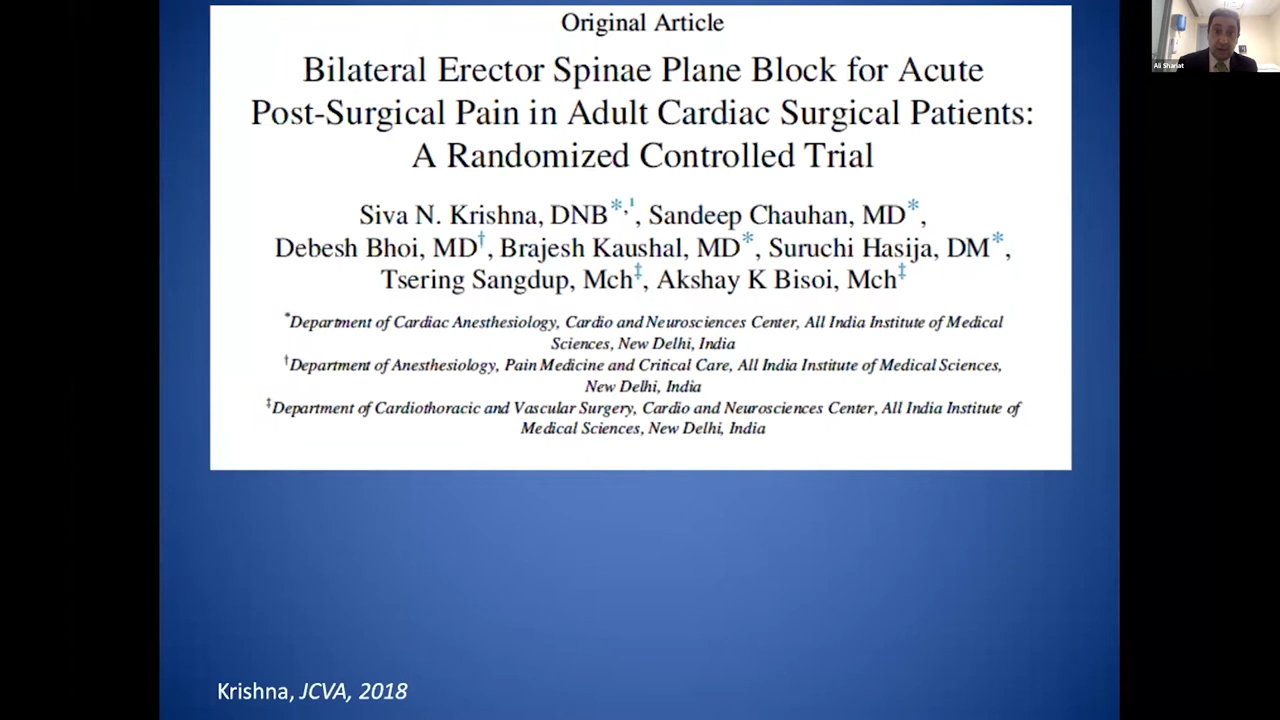 Original Article
Bilateral Erector Spinae Plane Block for Acute
Post-Surgical Pain in Adult Cardiac Surgical Patients:
A Randomized Controlled Trial
Siva N. Krishna, DNB*,¹, Sandeep Chauhan, MD*,
Debesh Bhoi, MD†, Brajesh Kaushal, MD*, Suruchi Hasija, DM*,
Tsering Sangdup, Mch‡, Akshay K Bisoi, Mch‡
*Department of Cardiac Anesthesiology, Cardio and Neurosciences Center, All India Institute of Medical
Sciences, New Delhi, India
†Department of Anesthesiology, Pain Medicine and Critical Care, All India Institute of Medical Sciences,
New Delhi, India
‡Department of Cardiothoracic and Vascular Surgery, Cardio and Neurosciences Center, All India Institute of
Medical Sciences, New Delhi, India
Krishna, JCVA, 2018
Ali Shariat